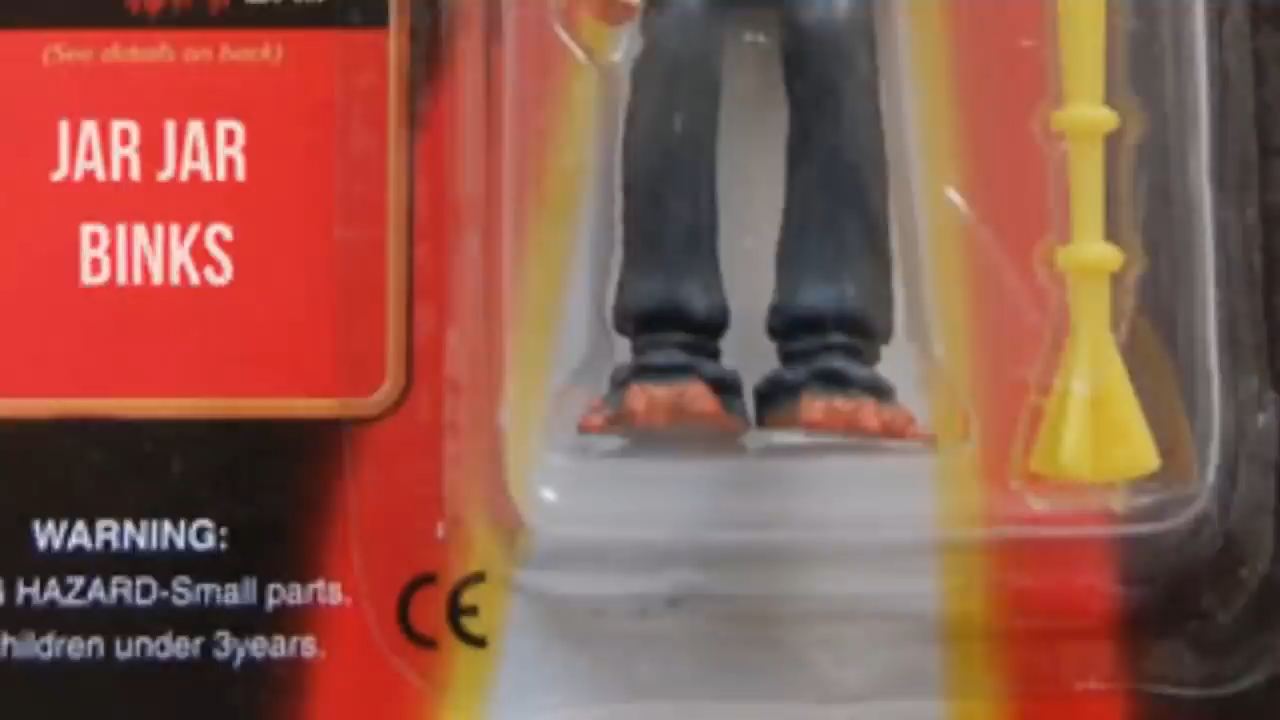 (See details on back)
JAR JAR
BINKS
WARNING:
HAZARD-Small parts.
hildren under 3years.
CE